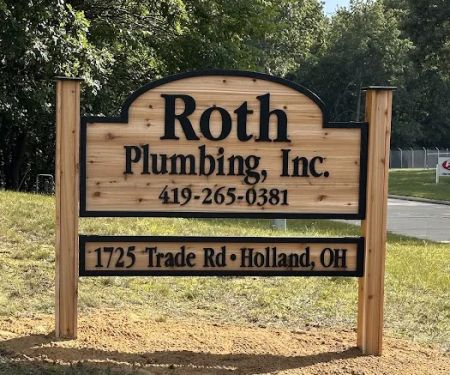 Roth
Plumbing, Inc.
419-265-0381
1725 Trade Rd • Holland, OH